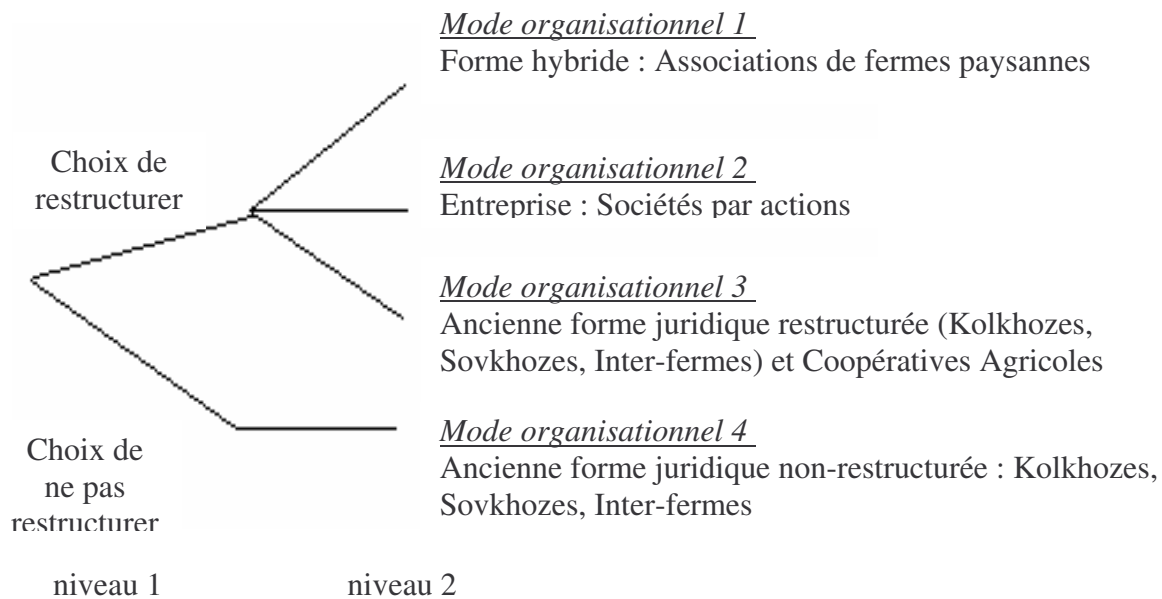 Mode organisationnel 1
Forme hybride : Associations de fermes paysannes
Choix de
restructurer
Mode organisationnel 2
Entreprise : Sociétés par actions
Mode organisationnel 3
Ancienne forme juridique restructurée (Kolkhozes,
Sovkhozes, Inter-fermes) et Coopératives Agricoles
Choix de
ne pas
restructurer
Mode organisationnel 4
Ancienne forme juridique non-restructurée : Kolkhozes,
Sovkhozes, Inter-fermes
niveau 1 niveau 2